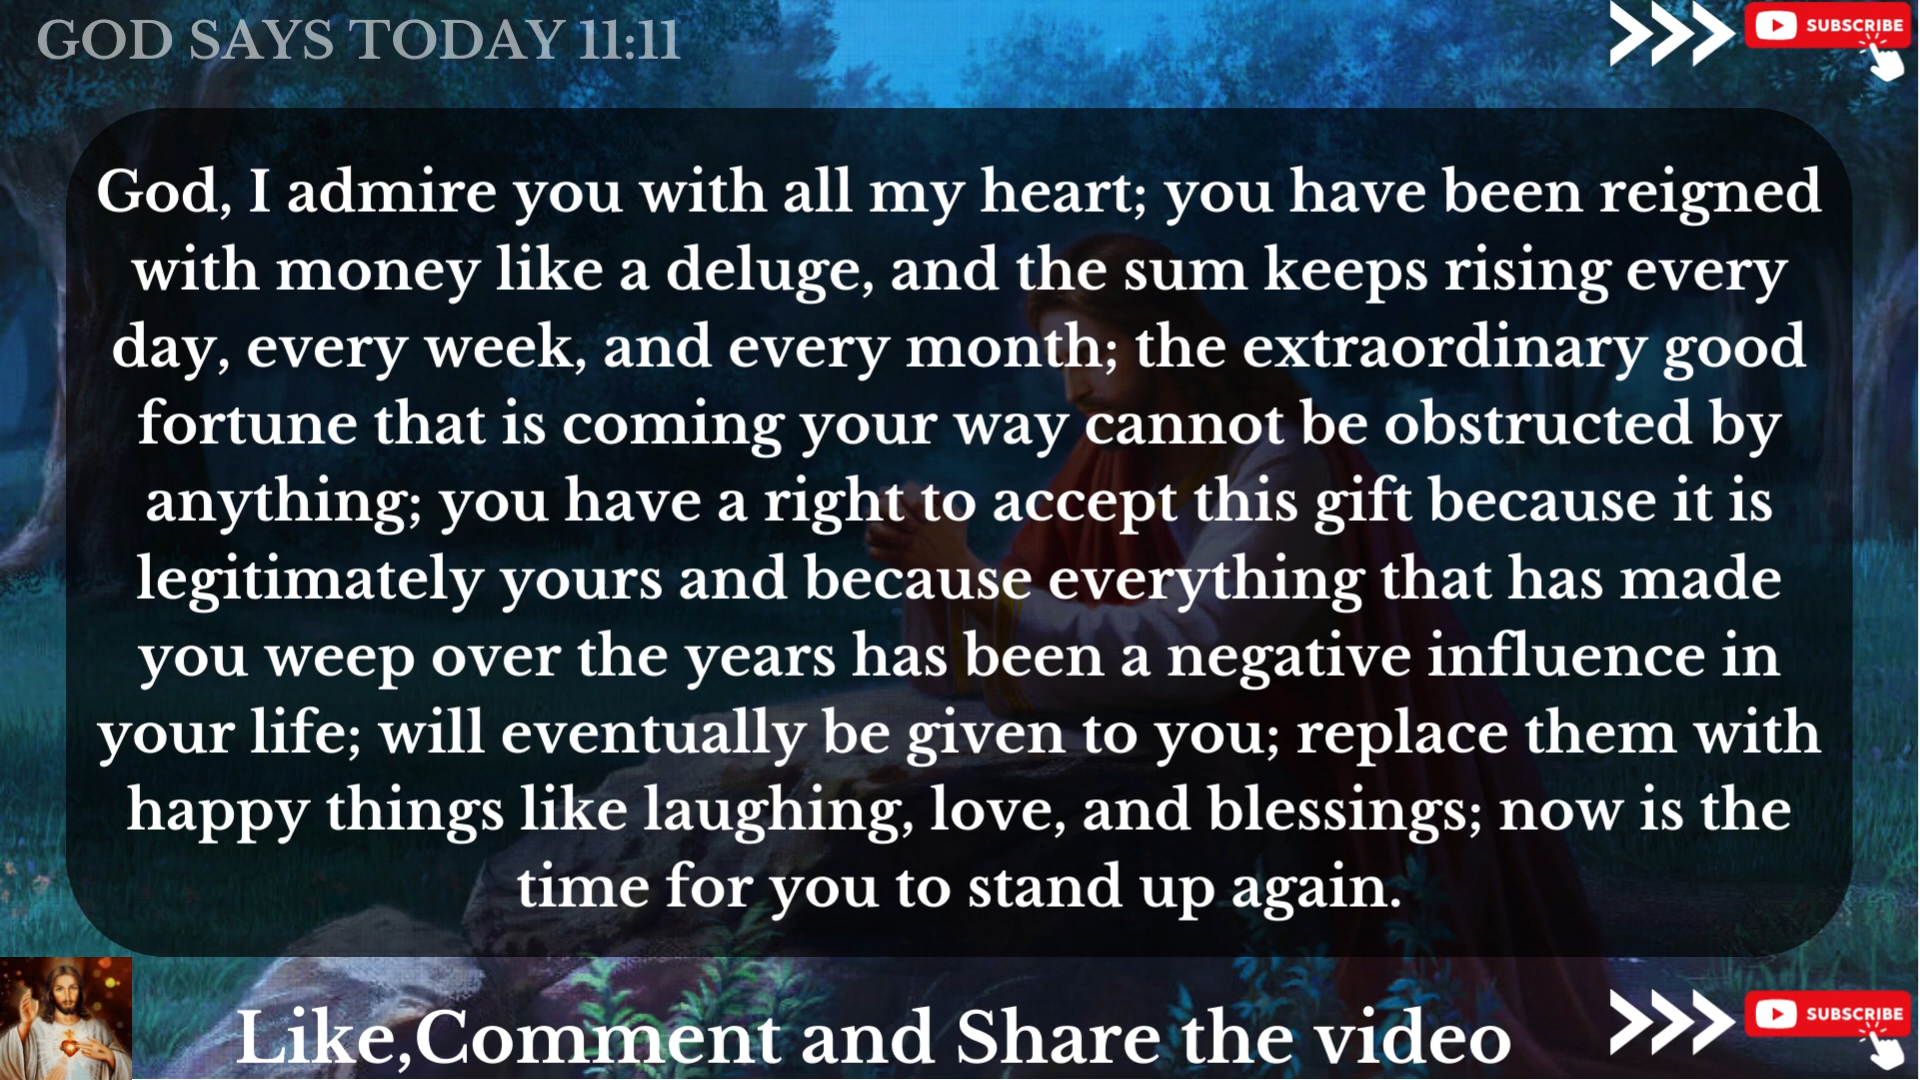 GOD SAYS TODAY 11:11
SUBSCRIBE
God, I admire you with all my heart; you have been reigned
with money like a deluge, and the sum keeps rising every
day, every week, and every month; the extraordinary good
fortune that is coming your way cannot be obstructed by
anything; you have a right to accept this gift because it is
legitimately yours and because everything that has made
you weep over the years has been a negative influence in
your life; will eventually be given to you; replace them with
happy things like laughing, love, and blessings; now is the
time for you to stand up again.
Like,Comment and Share the video
SUBSCRIBE